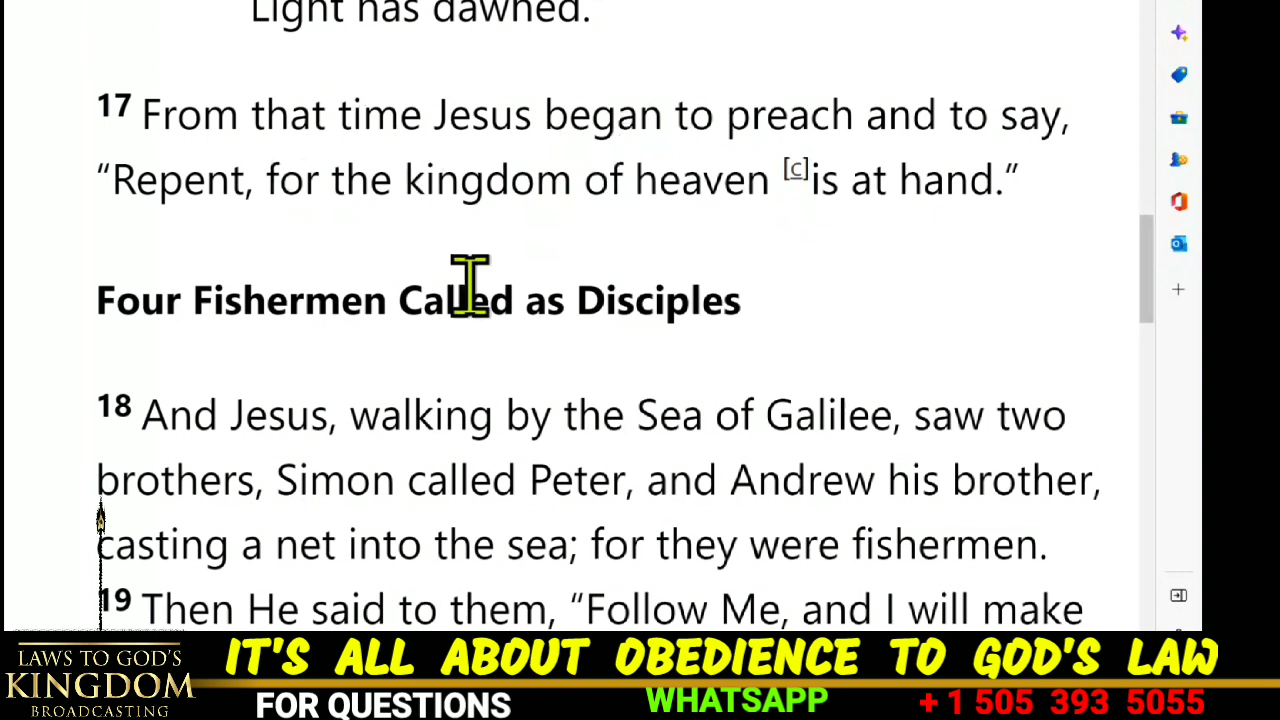 Light has dawned.”
17 From that time Jesus began to preach and to say,
“Repent, for the kingdom of heaven [c]is at hand.”
Four Fishermen Called as Disciples
18 And Jesus, walking by the Sea of Galilee, saw two
brothers, Simon called Peter, and Andrew his brother,
casting a net into the sea; for they were fishermen.
19 Then He said to them, “Follow Me, and I will make
LAWS TO GOD'S
KINGDOM
BROADCASTING
IT'S ALL ABOUT OBEDIENCE TO GOD'S LAW
FOR QUESTIONS WHATSAPP + 1 505 393 5055